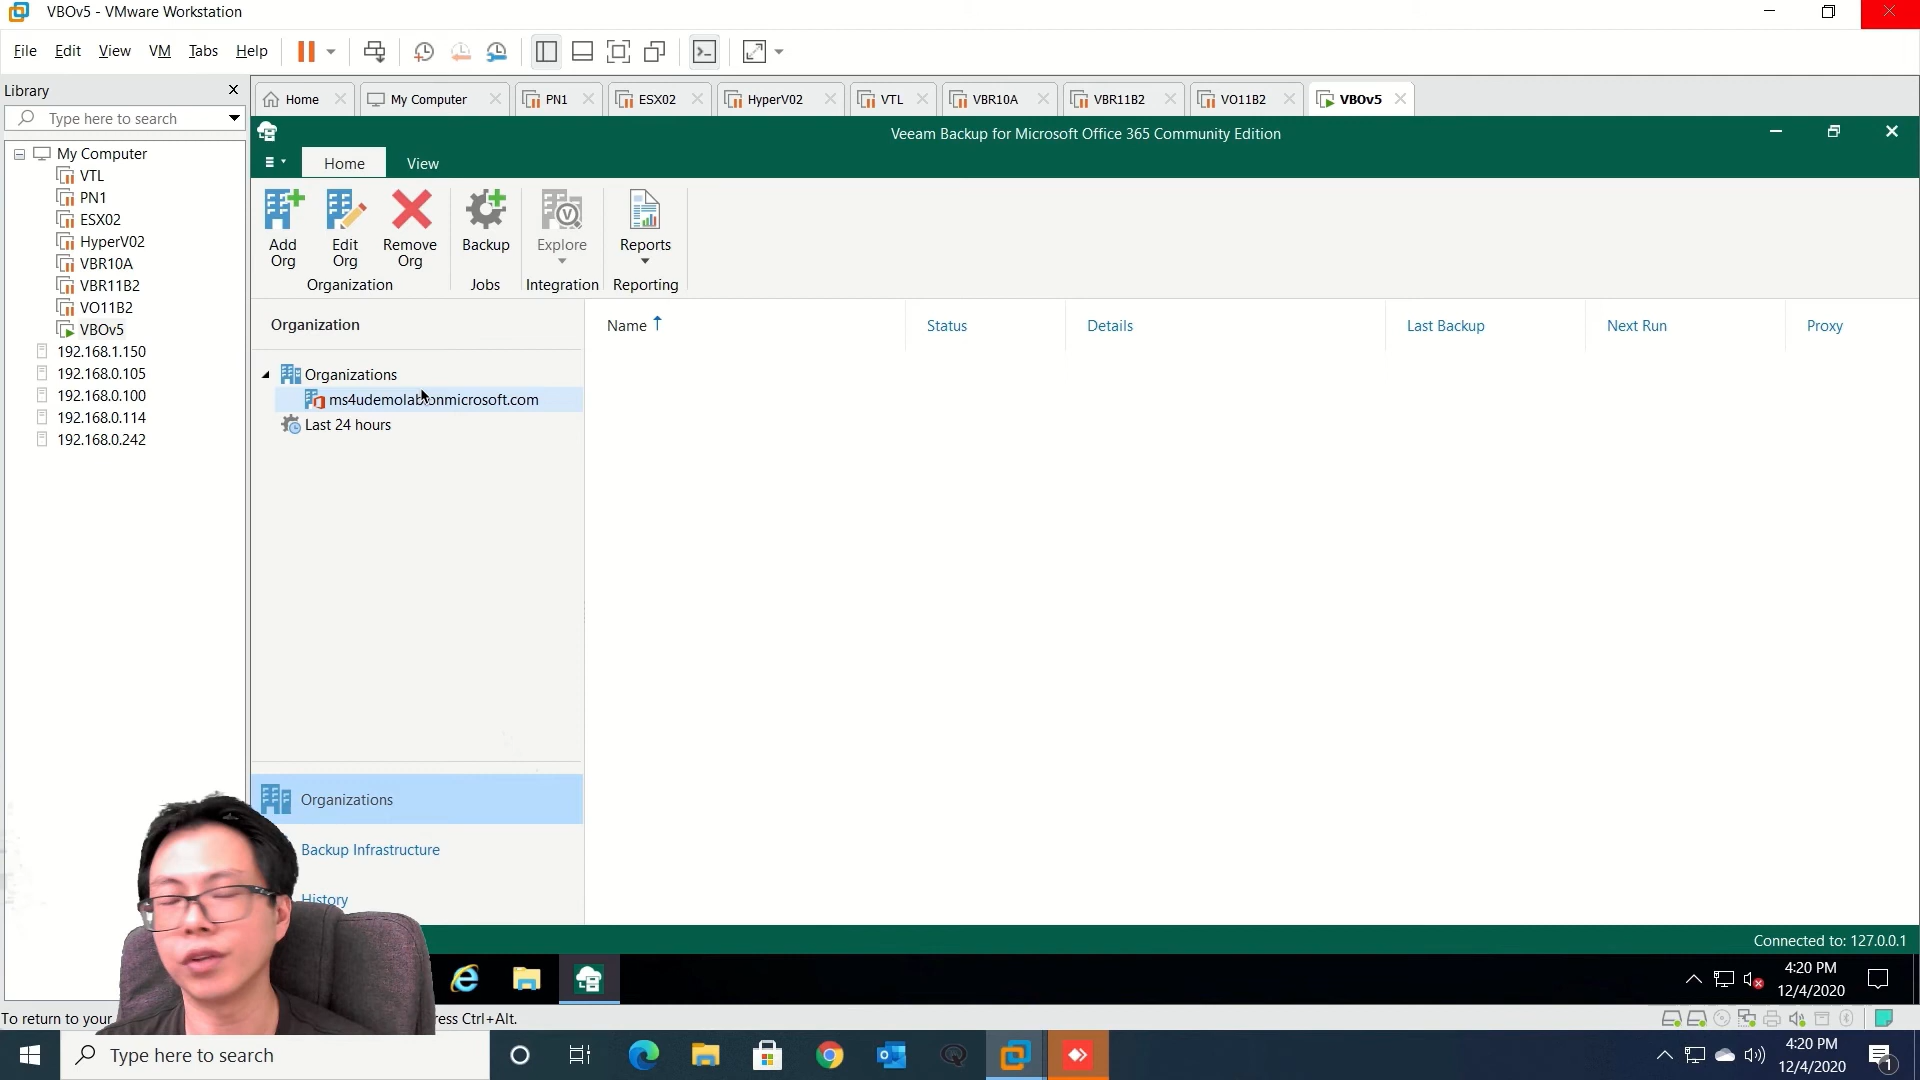 VBOv5 - VMware Workstation
File Edit View VM Tabs Help
Library
Type here to search
Home
My Computer
PN1
ESX02
HyperV02
VTL
VBR10A
VBR11B2
VO11B2
VBOv5
My Computer
VTL
PN1
ESX02
HyperV02
VBR10A
VBR11B2
VO11B2
VBOv5
192.168.1.150
192.168.0.105
192.168.0.100
192.168.0.114
192.168.0.242
Veeam Backup for Microsoft Office 365 Community Edition
Home View
Add Org
Edit Org
Remove Org
Organization
Backup
Jobs
Explore
Integration
Reports
Reporting
Organization
Organizations
ms4udemolab.onmicrosoft.com
Last 24 hours
Name Status Details Last Backup Next Run Proxy
Organizations
Backup Infrastructure
History
Connected to: 127.0.0.1
4:20 PM
12/4/2020
To return to your
ress Ctrl+Alt.
Type here to search
4:20 PM
12/4/2020
1